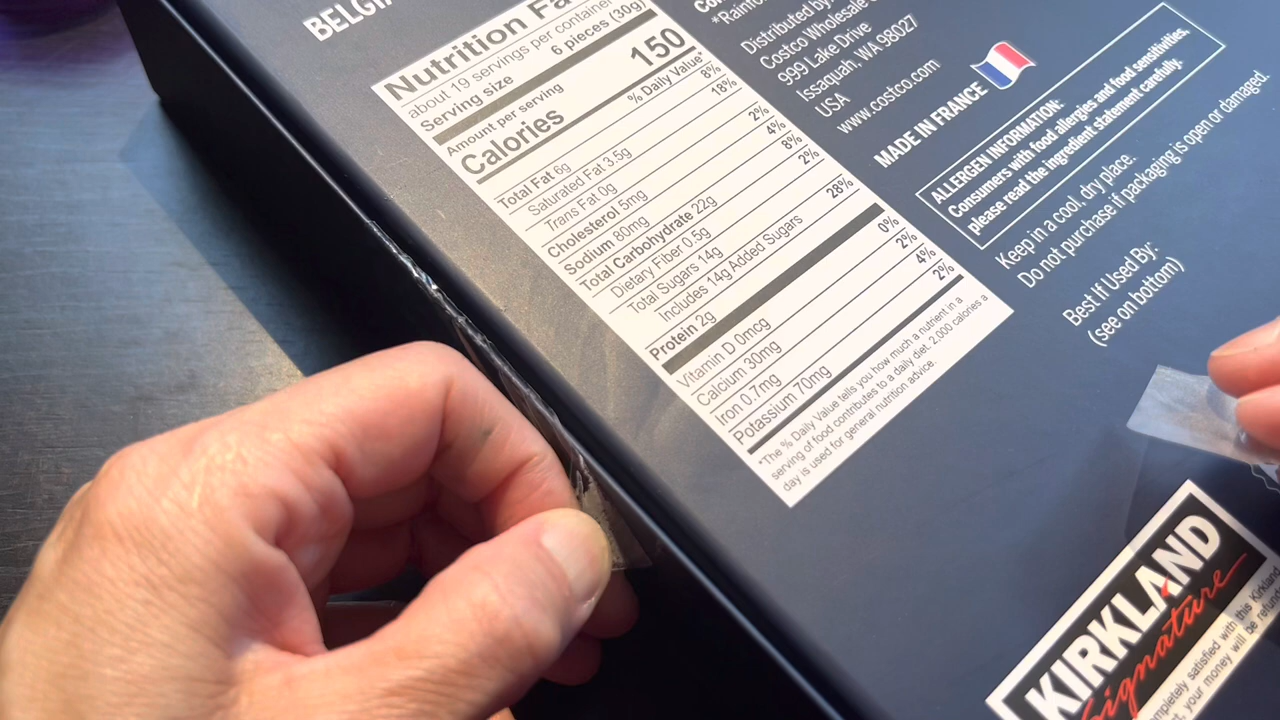 BELGI
Nutrition Fa
about 19 servings per container
Serving size 6 pieces (30g)
Amount per serving
Calories 150
% Daily Value*
Total Fat 6g 8%
Saturated Fat 3.5g 18%
Trans Fat 0g
Cholesterol 5mg 2%
Sodium 80mg 4%
Total Carbohydrate 22g 8%
Dietary Fiber 0.5g 2%
Total Sugars 14g
Includes 14g Added Sugars 28%
Protein 2g
Vitamin D 0mcg 0%
Calcium 30mg 2%
Iron 0.7mg 4%
Potassium 70mg 2%
*The % Daily Value tells you how much a nutrient in a
serving of food contributes to a daily diet. 2,000 calories a
day is used for general nutrition advice.
Distributed by:
Costco Wholesale
999 Lake Drive
Issaquah, WA 98027
USA
www.costco.com
MADE IN FRANCE
ALLERGEN INFORMATION:
Consumers with food allergies and food sensitivities,
please read the ingredient statement carefully.
Keep in a cool, dry place.
Do not purchase if packaging is open or damaged.
Best If Used By:
(see on bottom)
KIRKLAND
Signature
satisfied with this Kirkland
your money will be